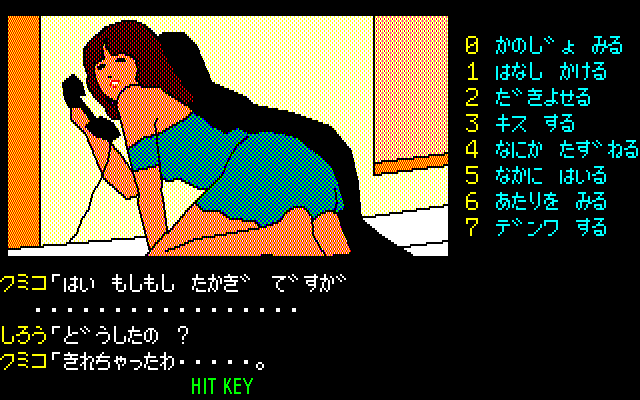 0 かのじょ みる
1 はなし かける
2 だきよせる
3 キス する
4 なにか たずねる
5 なかに はいる
6 あたりを みる
7 デンワ する
クミコ「はい もしもし たかぎ ですが
・・・・・・・・・・・・・・・・・・
しろう「どうしたの ?
クミコ「きれちゃったわ・・・・・。
HIT KEY